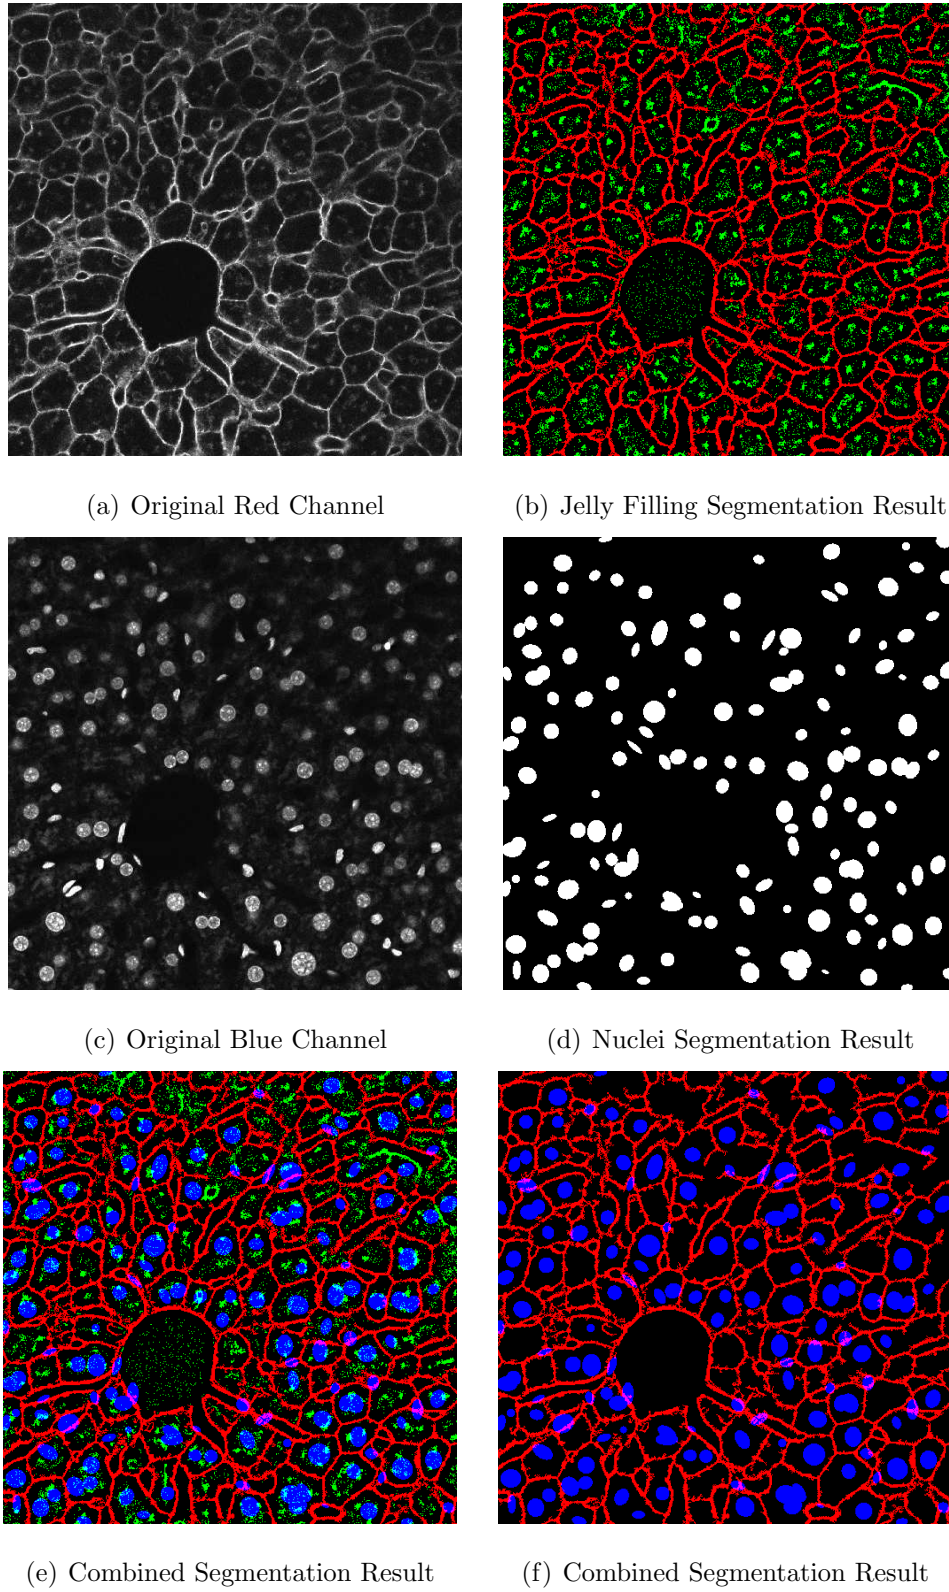 (a) Original Red Channel
(b) Jelly Filling Segmentation Result
(c) Original Blue Channel
(d) Nuclei Segmentation Result
(e) Combined Segmentation Result
(f) Combined Segmentation Result